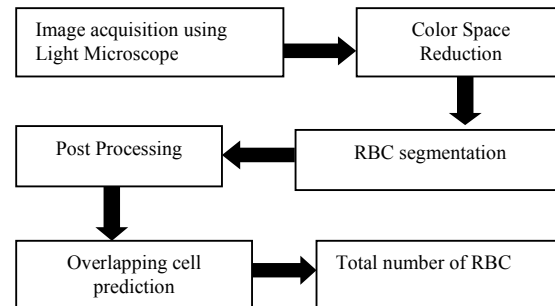 Image acquisition using
Light Microscope
Color Space
Reduction
RBC segmentation
Post Processing
Overlapping cell
prediction
Total number of RBC